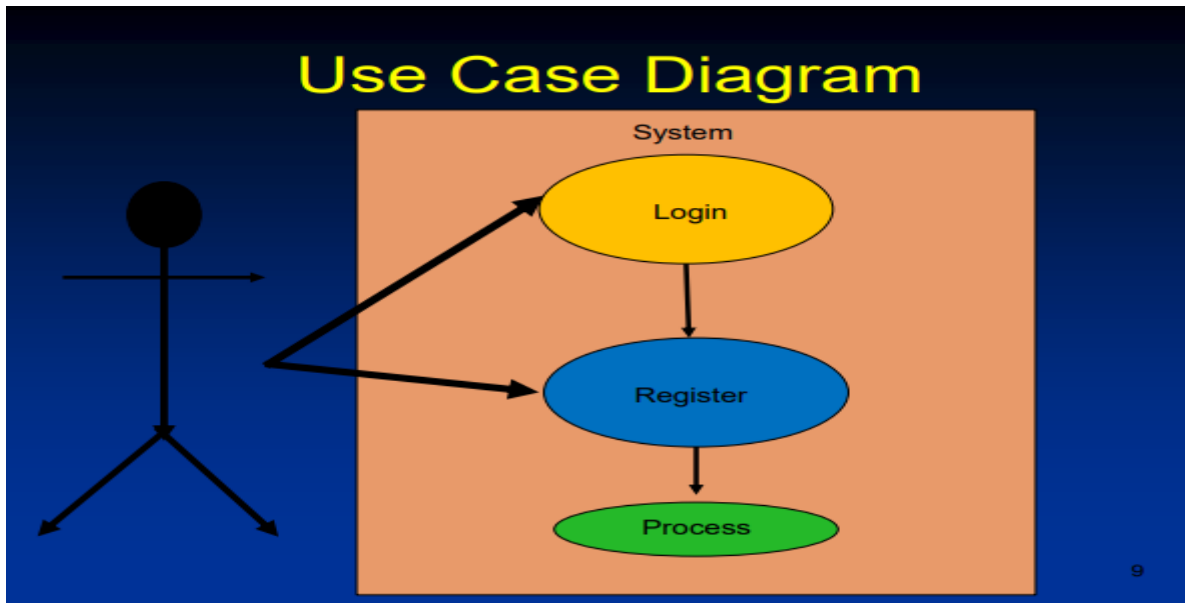 Use Case Diagram
System
Login
Register
Process
9